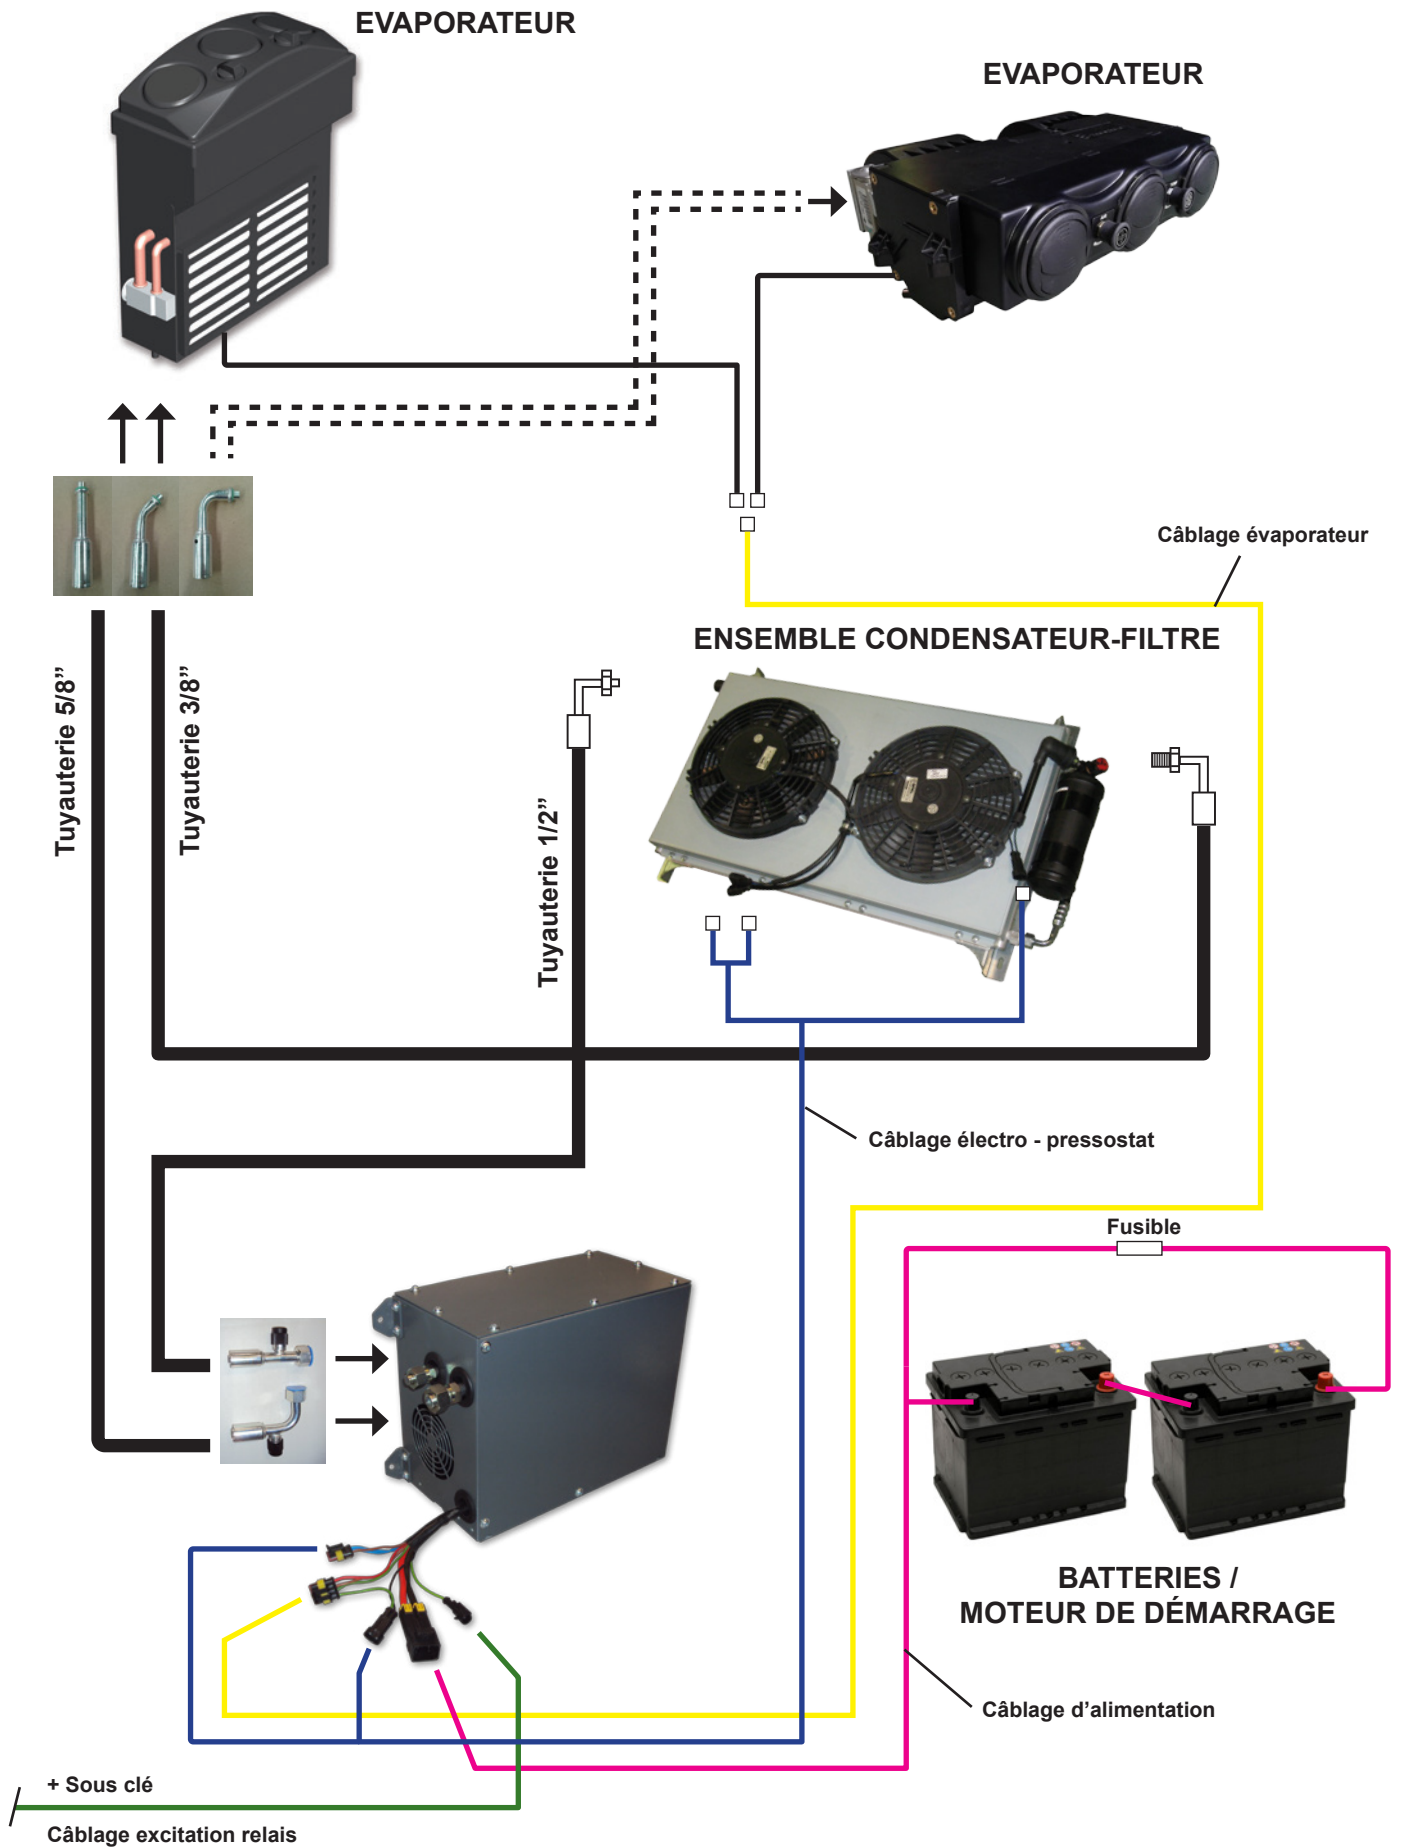 EVAPORATEUR
EVAPORATEUR
Câblage évaporateur
ENSEMBLE CONDENSATEUR-FILTRE
Tuyauterie 5/8”
Tuyauterie 3/8”
Tuyauterie 1/2”
Câblage électro - pressostat
Fusible
BATTERIES /
MOTEUR DE DÉMARRAGE
Câblage d’alimentation
+ Sous clé
Câblage excitation relais